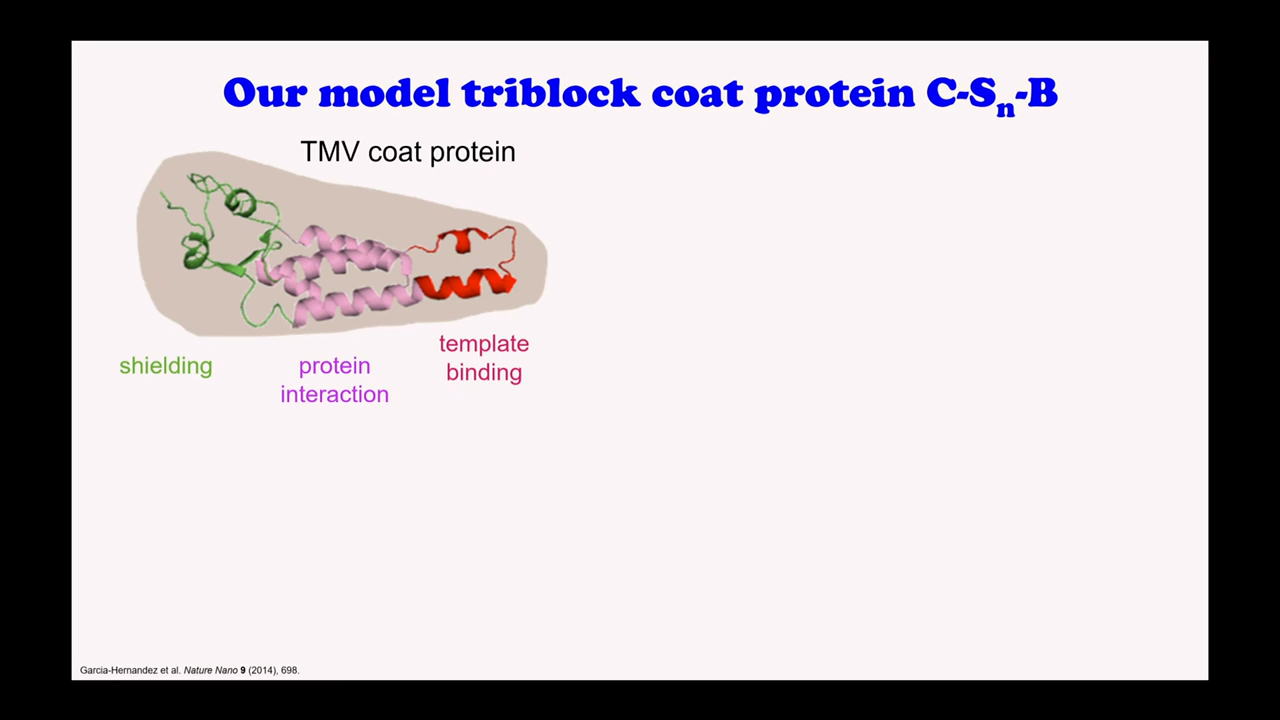 Our model triblock coat protein C-Sn-B
TMV coat protein
shielding
protein
interaction
template
binding
Garcia-Hernandez et al. Nature Nano 9 (2014), 698.